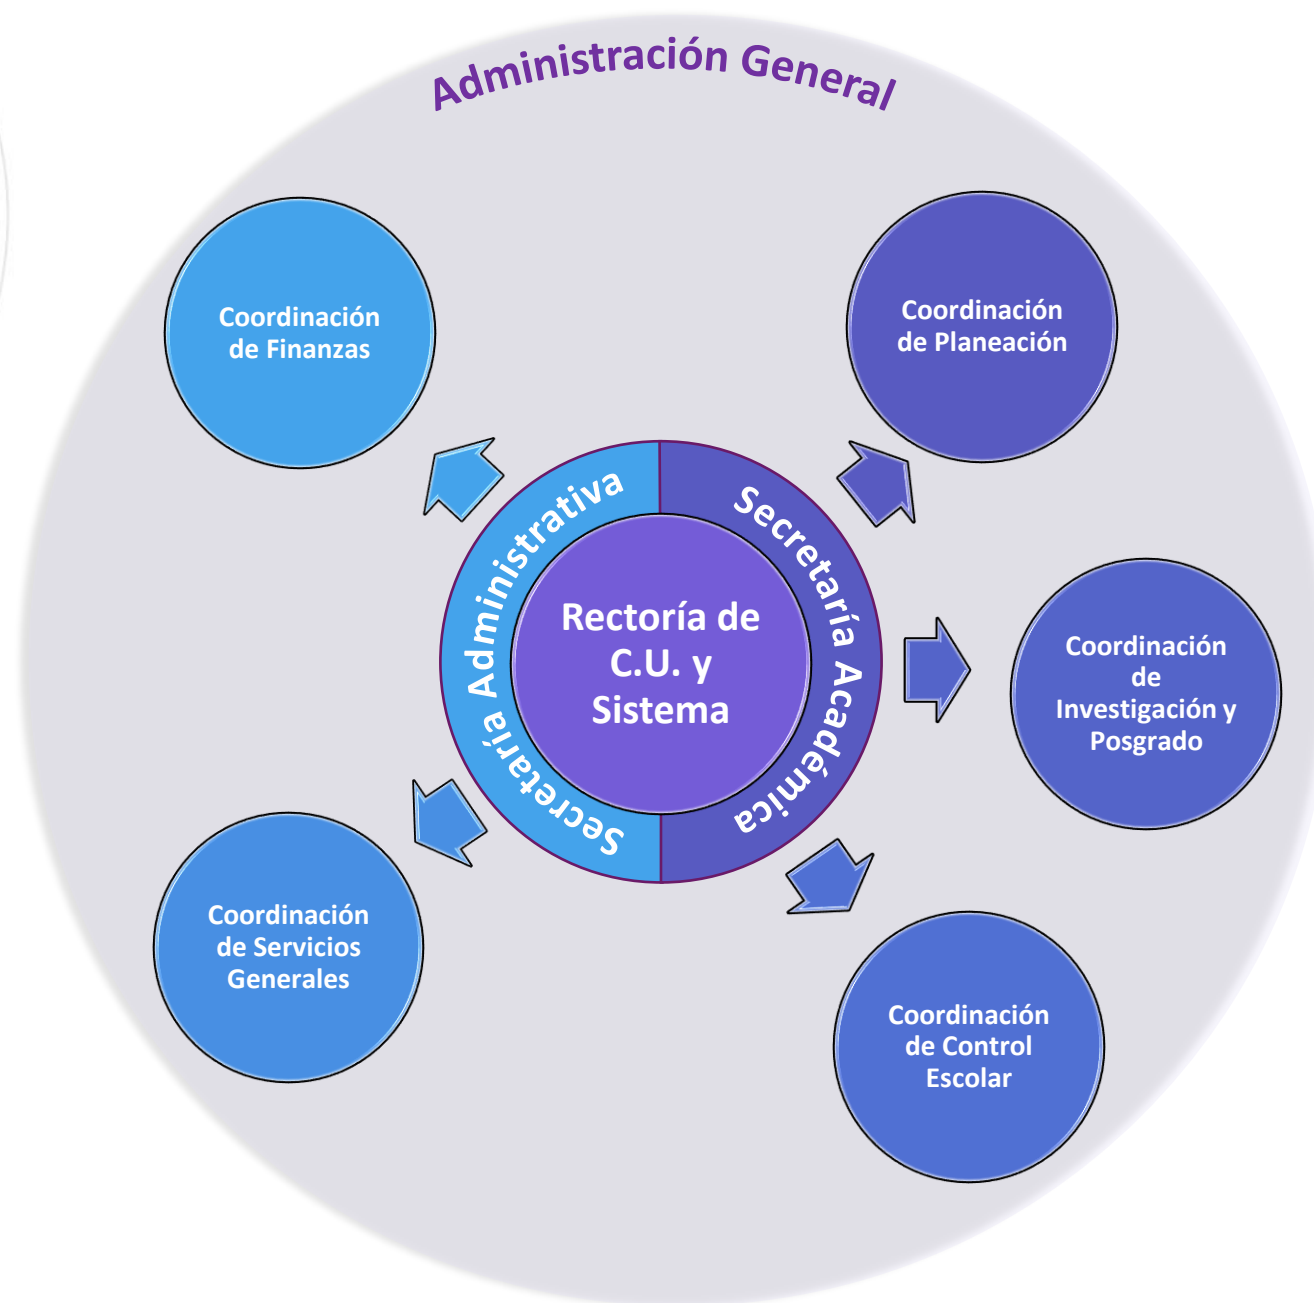 Administración General
Coordinación
de Finanzas
Coordinación
de Planeación
Secretaría Administrativa
Secretaría Académica
Rectoría de
C.U. y
Sistema
Coordinación
de
Investigación y
Posgrado
Coordinación
de Servicios
Generales
Coordinación
de Control
Escolar